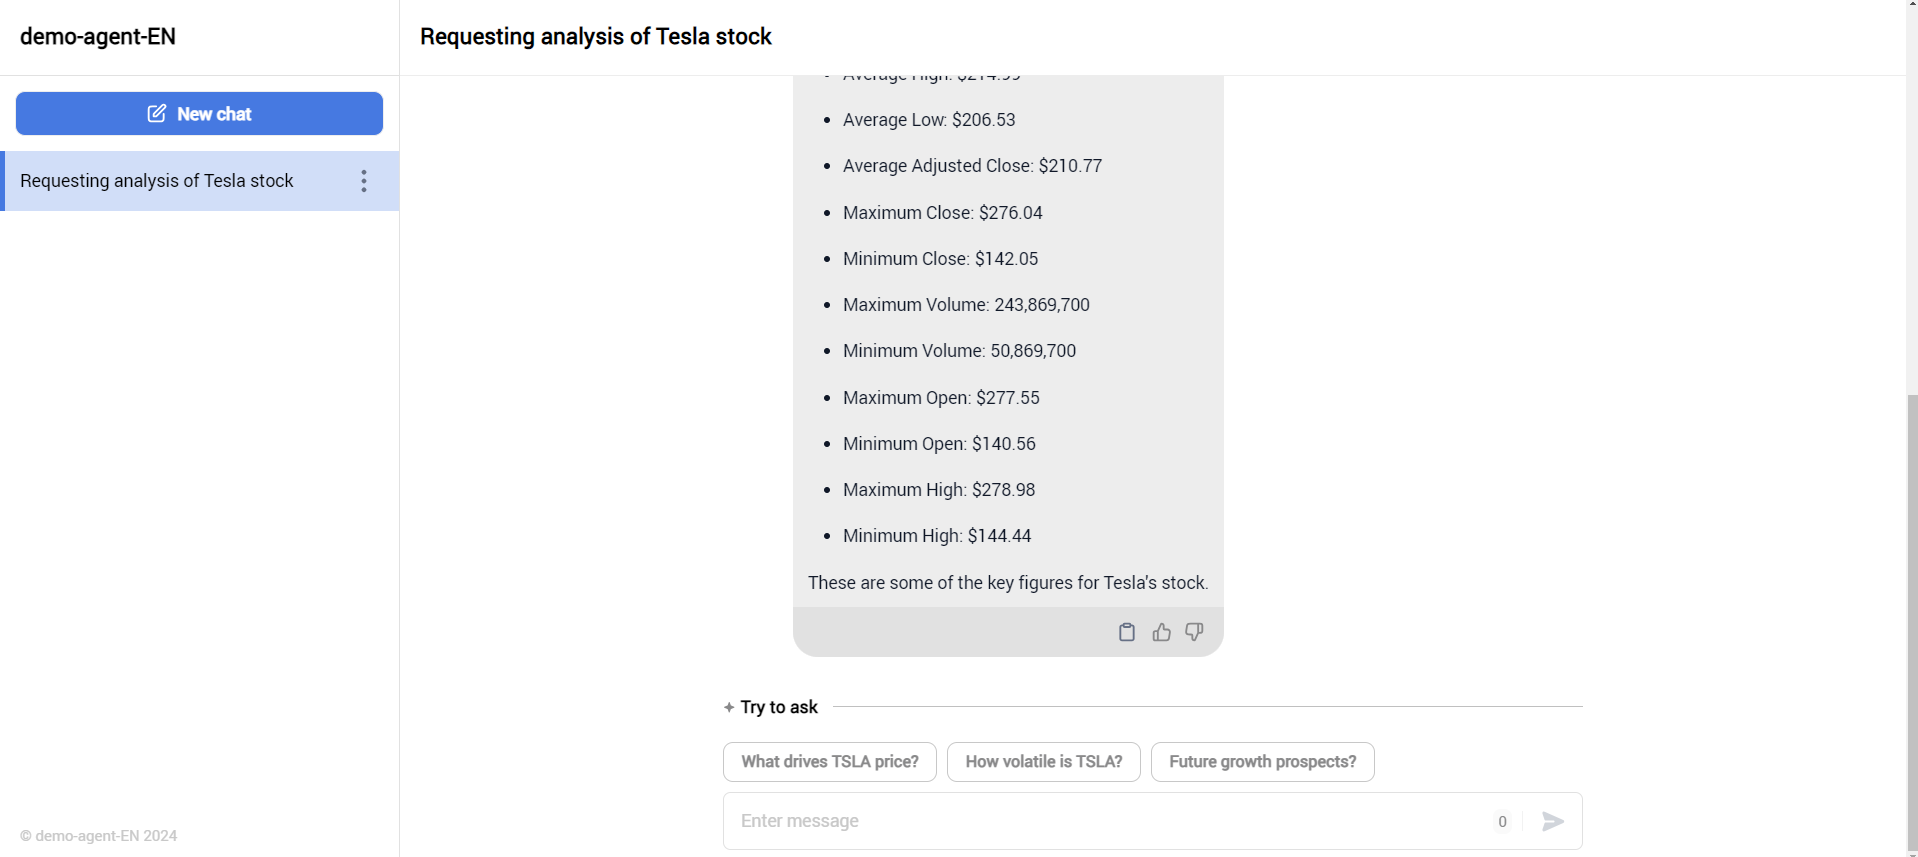 demo-agent-EN
Requesting analysis of Tesla stock
New chat
Requesting analysis of Tesla stock
Average High: $214.99
Average Low: $206.53
Average Adjusted Close: $210.77
Maximum Close: $276.04
Minimum Close: $142.05
Maximum Volume: 243,869,700
Minimum Volume: 50,869,700
Maximum Open: $277.55
Minimum Open: $140.56
Maximum High: $278.98
Minimum High: $144.44
These are some of the key figures for Tesla's stock.
Try to ask
What drives TSLA price?
How volatile is TSLA?
Future growth prospects?
Enter message
0
© demo-agent-EN 2024